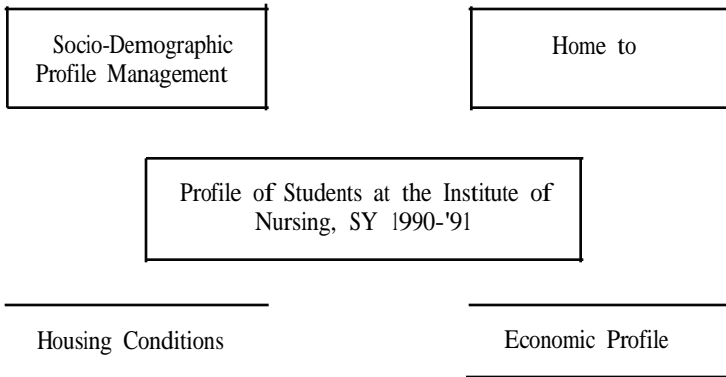 Socio-Demographic
Profile Management
Home to
Profile of Students at the Institute of
Nursing, SY 1990-'91
Housing Conditions
Economic Profile